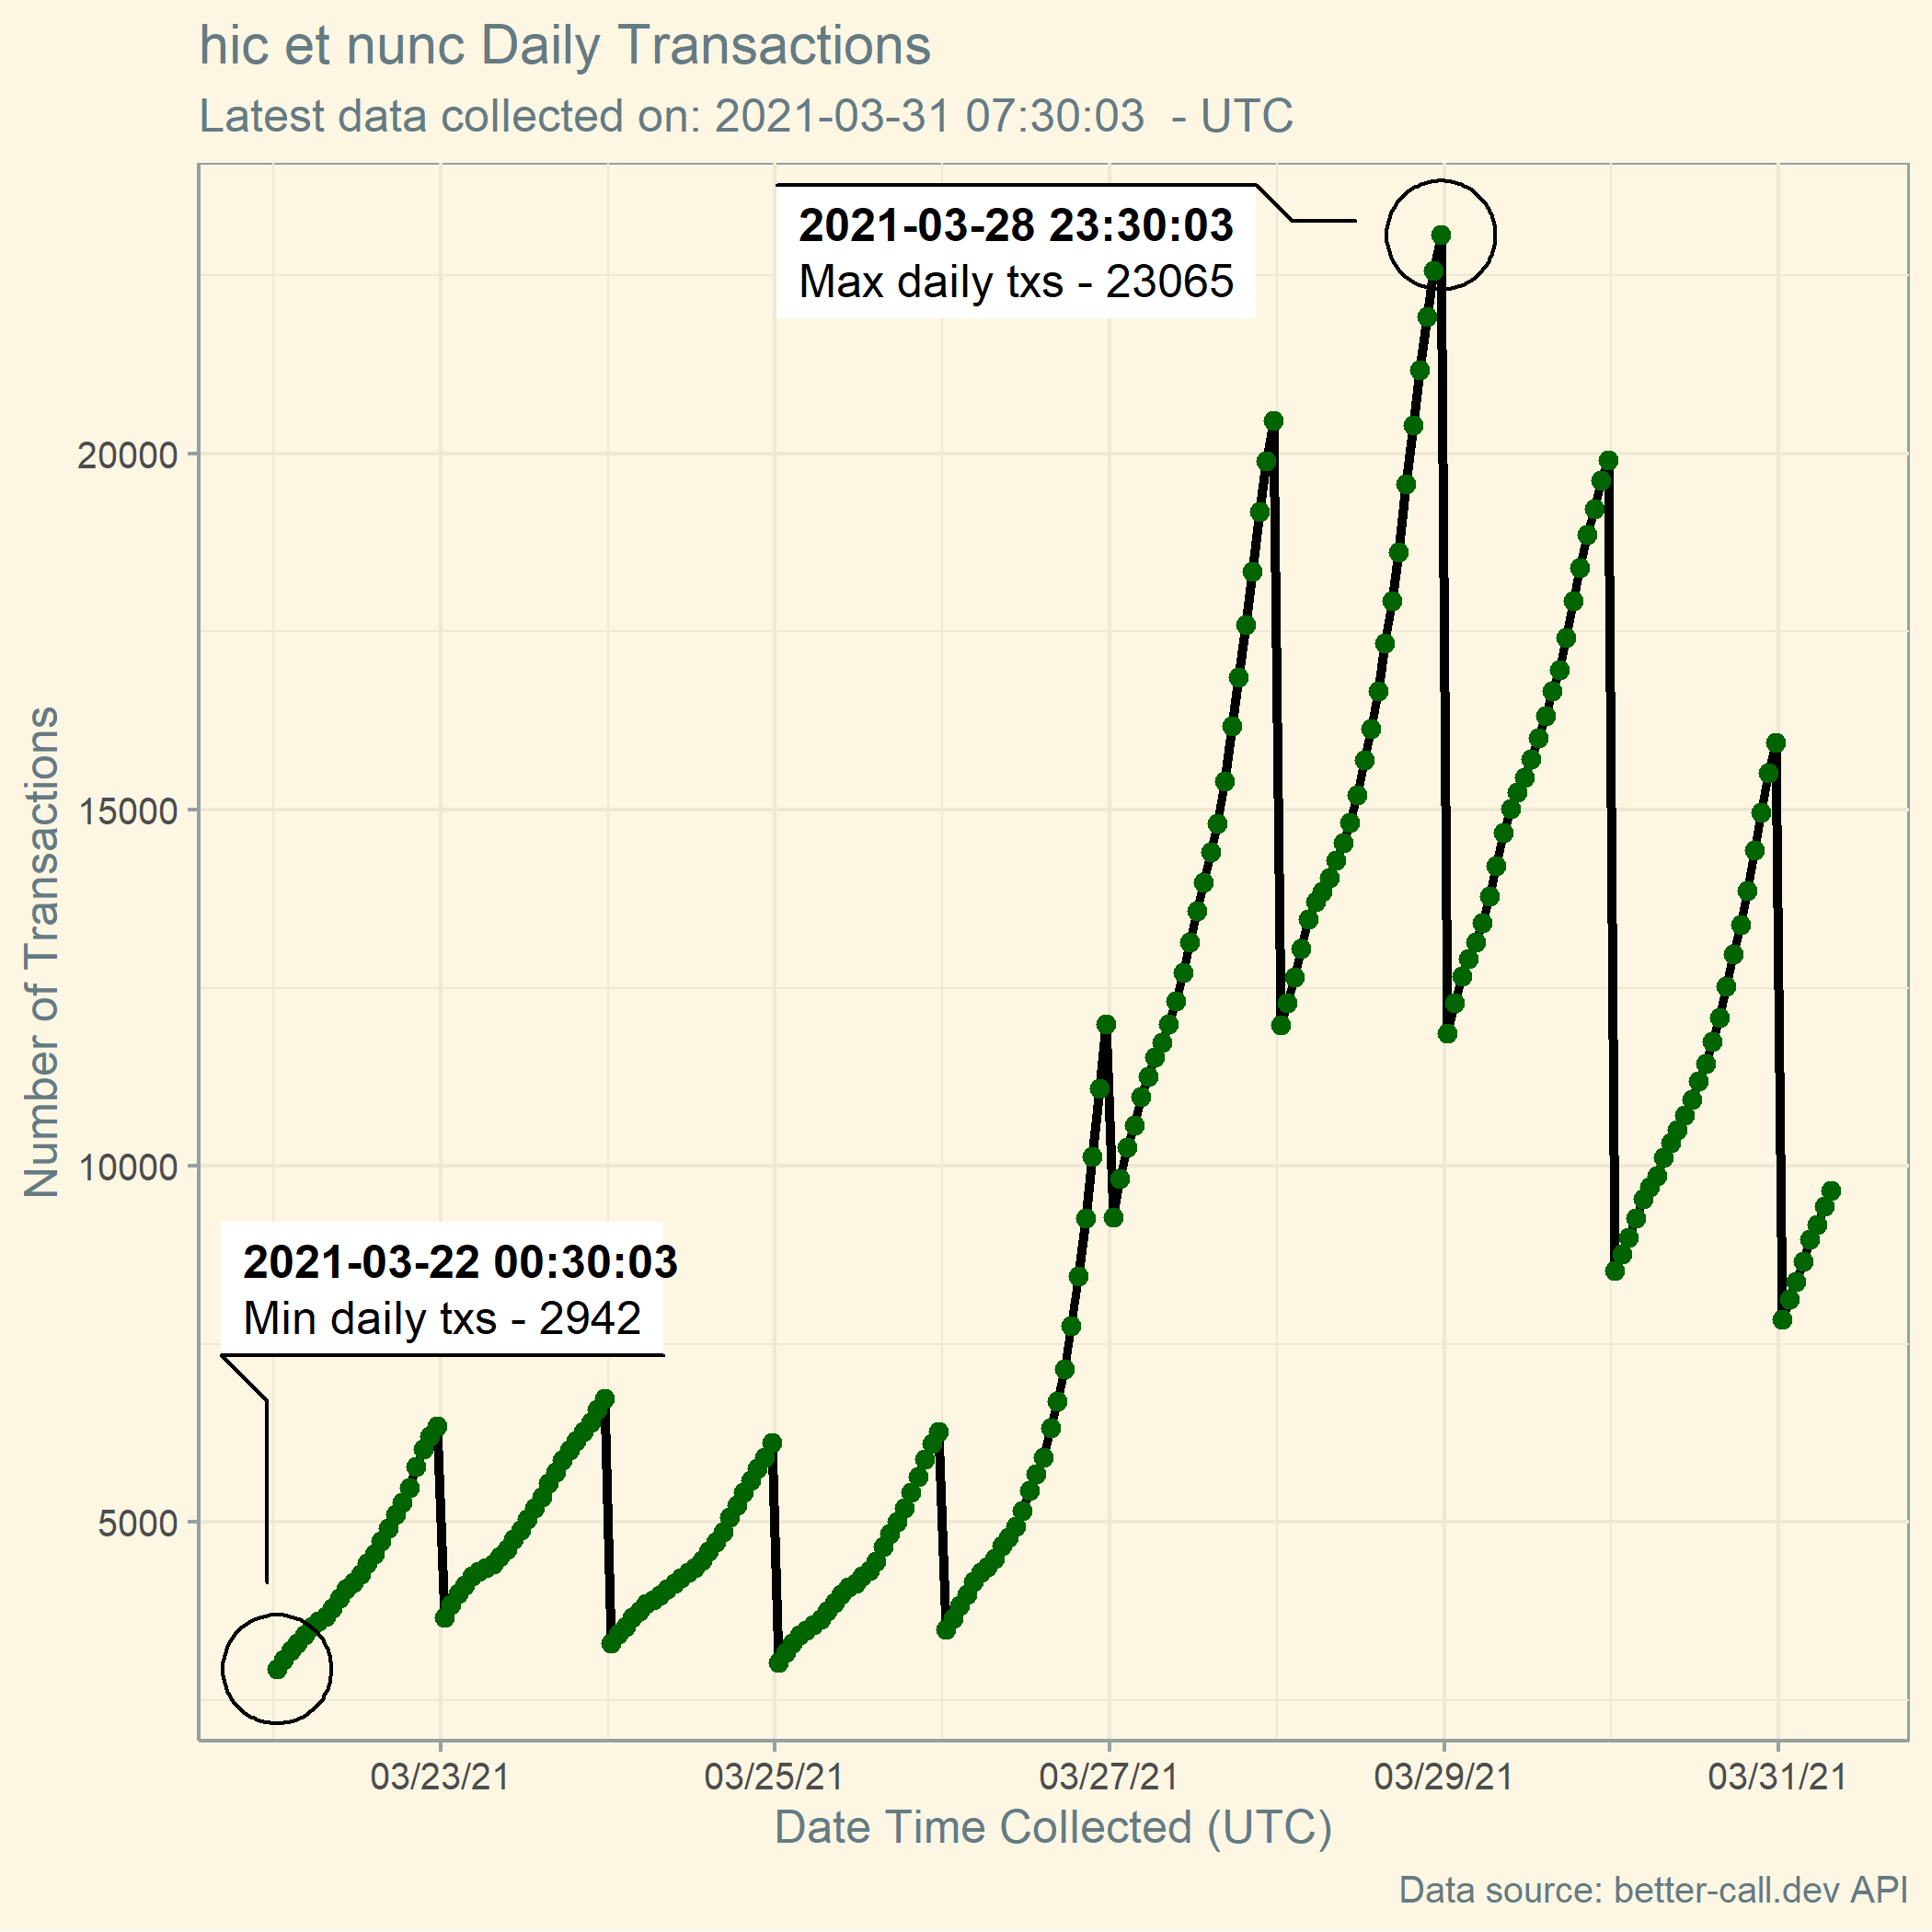 hic et nunc Daily Transactions
Latest data collected on: 2021-03-31 07:30:03  - UTC
2021-03-28 23:30:03
Max daily txs - 23065
20000
15000
10000
5000
Number of Transactions
2021-03-22 00:30:03
Min daily txs - 2942
03/23/21
03/25/21
03/27/21
03/29/21
03/31/21
Date Time Collected (UTC)
Data source: better-call.dev API